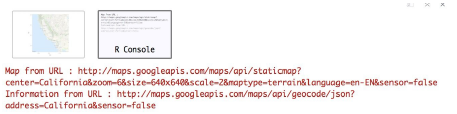 R Console
Map from URL : http://maps.googleapis.com/maps/api/staticmap?
center=California&zoom=6&size=640x640&scale=2&maptype=terrain&language=en-EN&sensor=false
Information from URL : http://maps.googleapis.com/maps/api/geocode/json?
address=California&sensor=false